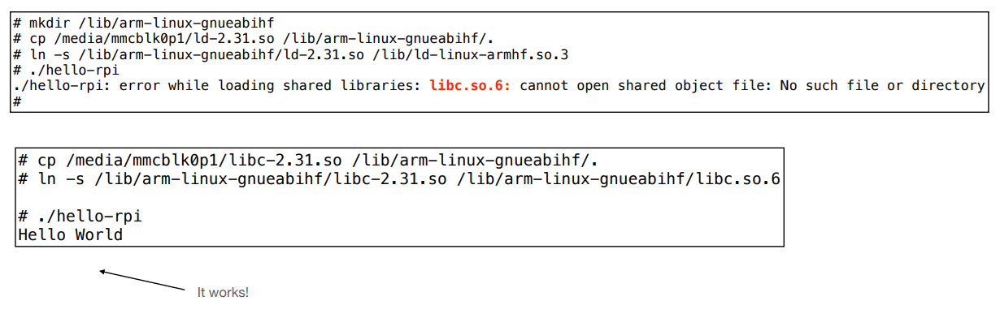 # mkdir /lib/arm-linux-gnueabihf
# cp /media/mmcblk0p1/ld-2.31.so /lib/arm-linux-gnueabihf/.
# ln -s /lib/arm-linux-gnueabihf/ld-2.31.so /lib/ld-linux-armhf.so.3
# ./hello-rpi
./hello-rpi: error while loading shared libraries: libc.so.6: cannot open shared object file: No such file or directory
#
# cp /media/mmcblk0p1/libc-2.31.so /lib/arm-linux-gnueabihf/.
# ln -s /lib/arm-linux-gnueabihf/libc-2.31.so /lib/arm-linux-gnueabihf/libc.so.6
# ./hello-rpi
Hello World
It works!